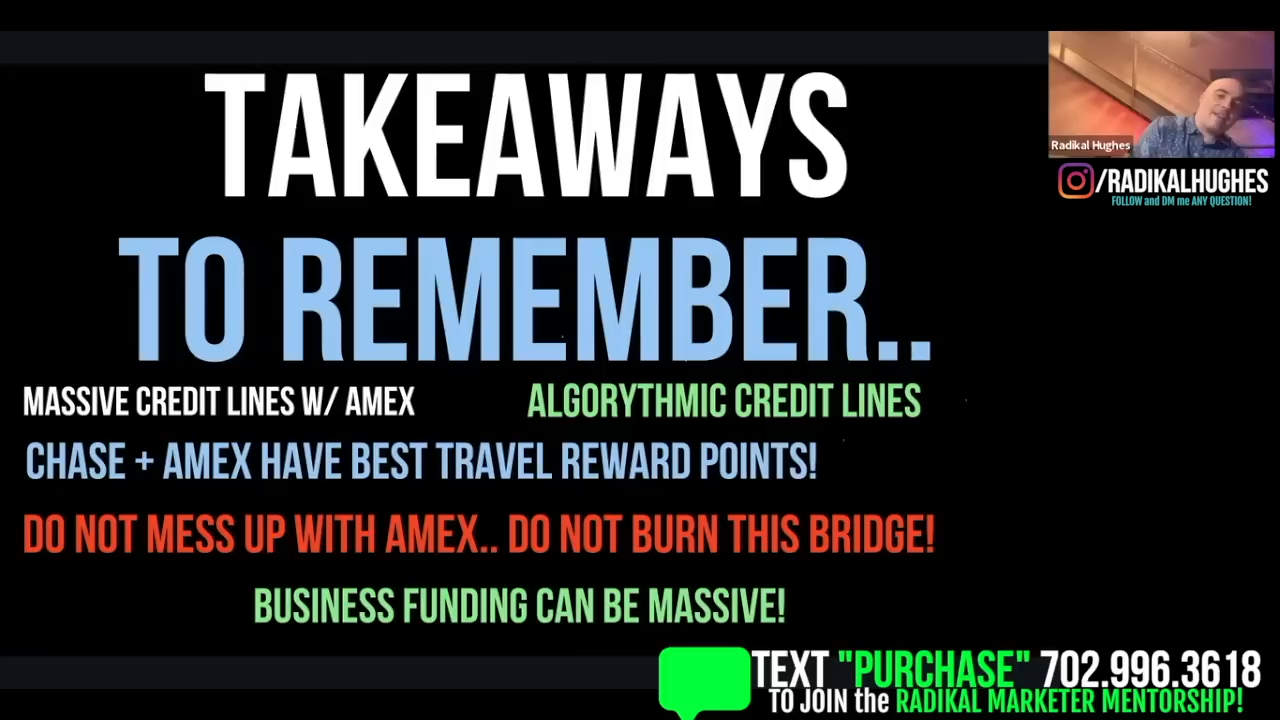 TAKEAWAYS
TO REMEMBER..
MASSIVE CREDIT LINES W/ AMEX
ALGORYTHMIC CREDIT LINES
CHASE + AMEX HAVE BEST TRAVEL REWARD POINTS!
DO NOT MESS UP WITH AMEX.. DO NOT BURN THIS BRIDGE!
BUSINESS FUNDING CAN BE MASSIVE!
Radikal Hughes
/RADIKALHUGHES
FOLLOW and DM me ANY QUESTION!
TEXT "PURCHASE" 702.996.3618
TO JOIN the RADIKAL MARKETER MENTORSHIP!